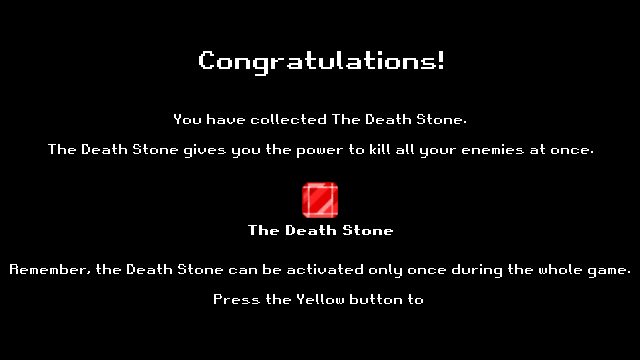 Congratulations!
You have collected The Death Stone.
The Death Stone gives you the power to kill all your enemies at once.
The Death Stone
Remember, the Death Stone can be activated only once during the whole game.
Press the Yellow button to